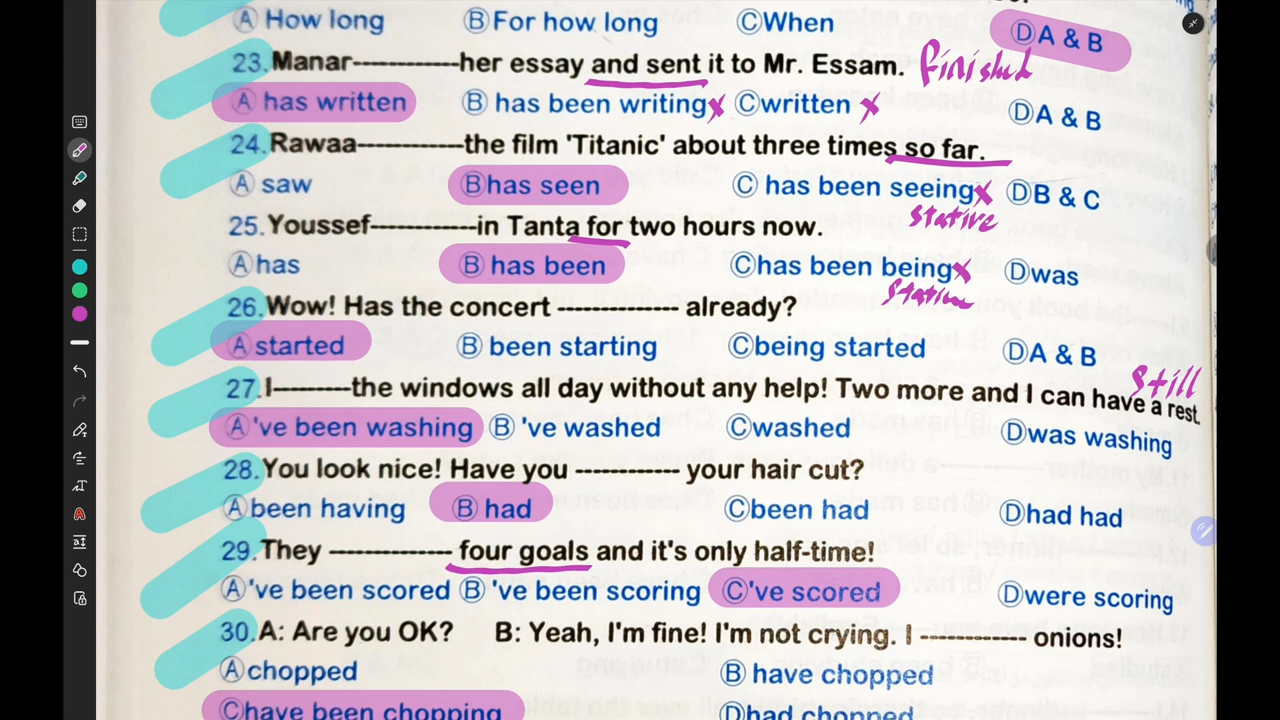 Ⓐ How long Ⓑ For how long Ⓒ When Ⓓ A & B
23. Manar------------her essay and sent it to Mr. Essam. finished
Ⓐ has written Ⓑ has been writing x Ⓒ written x Ⓓ A & B
24. Rawaa-------------the film 'Titanic' about three times so far.
Ⓐ saw Ⓑ has seen Ⓒ has been seeing x Ⓓ B & C
stative
25. Youssef------------in Tanta for two hours now.
Ⓐ has Ⓑ has been Ⓒ has been being x Ⓓ was
stative
26. Wow! Has the concert -------------- already?
Ⓐ started Ⓑ been starting Ⓒ being started Ⓓ A & B
still
27. I---------the windows all day without any help! Two more and I can have a rest.
Ⓐ 've been washing Ⓑ 've washed Ⓒ washed Ⓓ was washing
28. You look nice! Have you ------------ your hair cut?
Ⓐ been having Ⓑ had Ⓒ been had Ⓓ had had
29. They -------------- four goals and it's only half-time!
Ⓐ 've been scored Ⓑ 've been scoring Ⓒ 've scored Ⓓ were scoring
30. A: Are you OK? B: Yeah, I'm fine! I'm not crying. I ------------- onions!
Ⓐ chopped Ⓑ have chopped
Ⓒ have been chopping Ⓓ had chopped